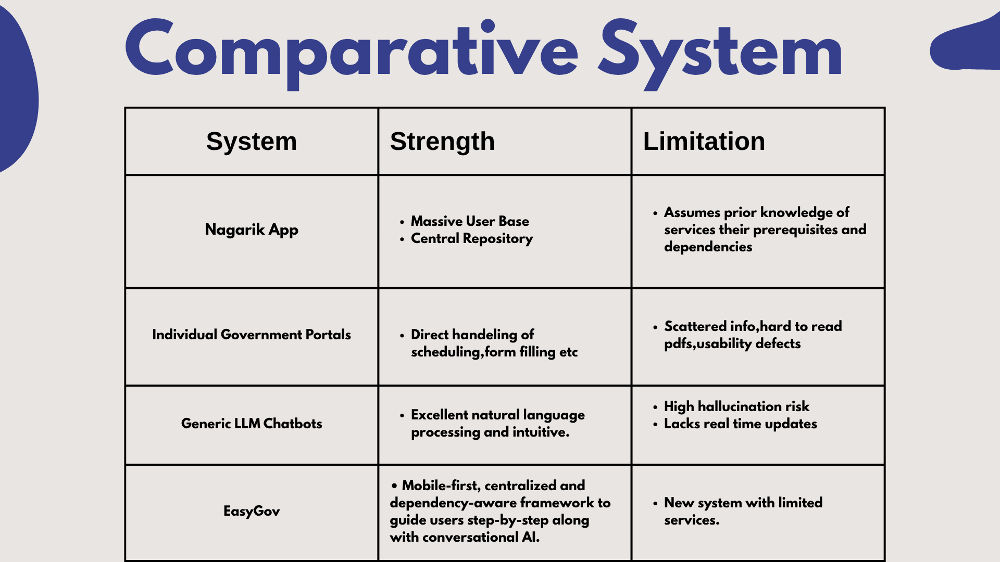 Comparative System
System
Strength
Limitation
Nagarik App
• Massive User Base
• Central Repository
• Assumes prior knowledge of
services their prerequisites and
dependencies
Individual Government Portals
• Direct handeling of
scheduling,form filling etc
• Scattered info,hard to read
pdfs,usability defects
Generic LLM Chatbots
• Excellent natural language
processing and intuitive.
• High hallucination risk
• Lacks real time updates
EasyGov
• Mobile-first, centralized and
dependency-aware framework to
guide users step-by-step along
with conversational AI.
• New system with limited
services.